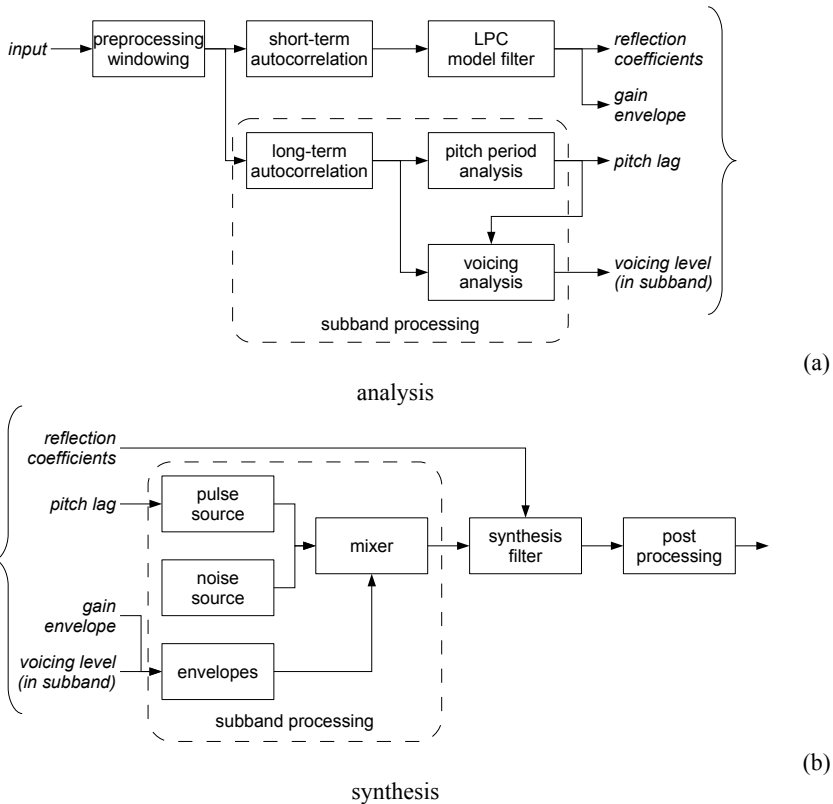 input
preprocessing
windowing
short-term
autocorrelation
LPC
model filter
reflection
coefficients
gain
envelope
long-term
autocorrelation
pitch period
analysis
pitch lag
voicing
analysis
voicing level
(in subband)
subband processing
(a)
analysis
reflection
coefficients
pitch lag
pulse
source
mixer
synthesis
filter
post
processing
noise
source
gain
envelope
voicing level
(in subband)
envelopes
subband processing
(b)
synthesis